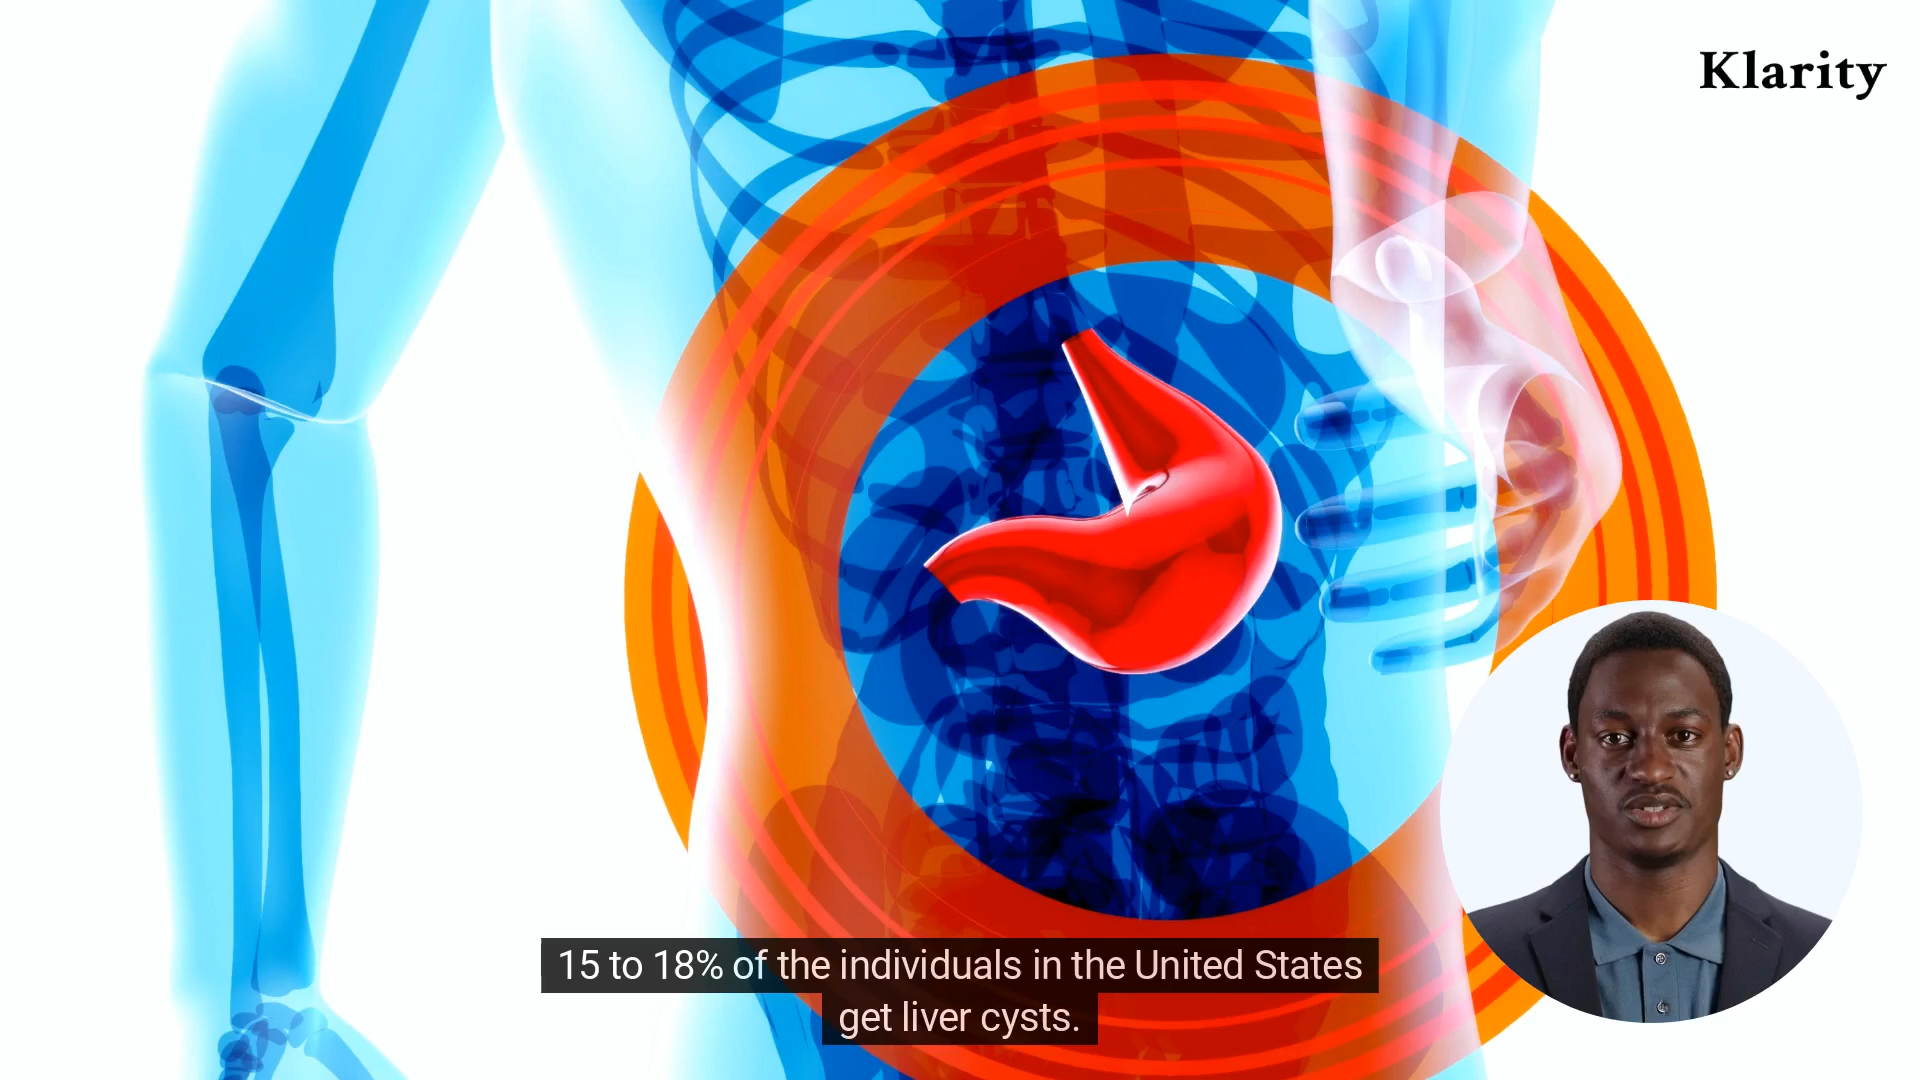 Klarity
15 to 18% of the individuals in the United States
get liver cysts.